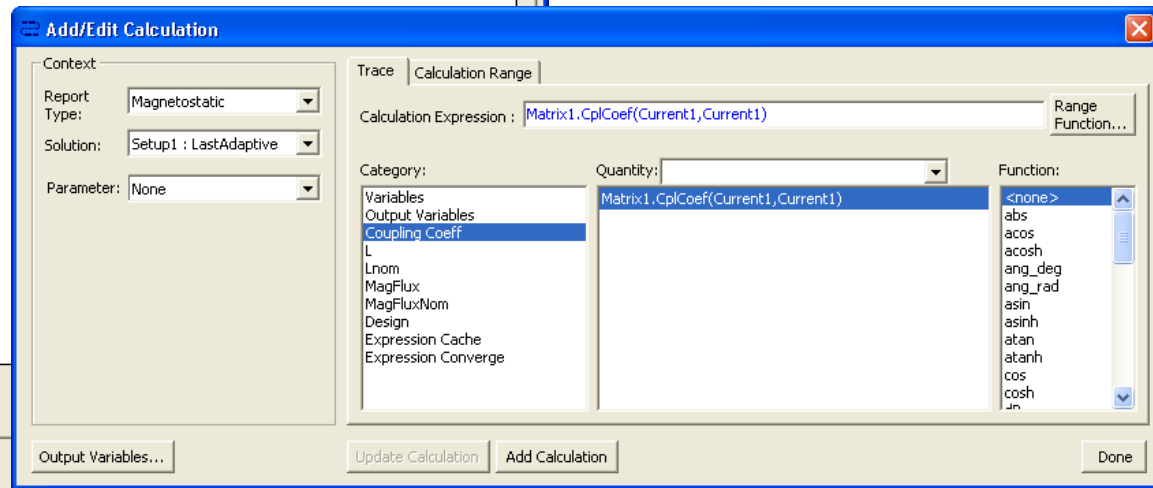 Add/Edit Calculation
Context
Report Type:
Magnetostatic
Solution:
Setup1 : LastAdaptive
Parameter:
None
Trace
Calculation Range
Calculation Expression :
Matrix1.CplCoef(Current1,Current1)
Range Function...
Category:
Variables
Output Variables
Coupling Coeff
L
Lnom
MagFlux
MagFluxNom
Design
Expression Cache
Expression Converge
Quantity:
Matrix1.CplCoef(Current1,Current1)
Function:
<none>
abs
acos
acosh
ang_deg
ang_rad
asin
asinh
atan
atanh
cos
cosh
Output Variables...
Update Calculation
Add Calculation
Done